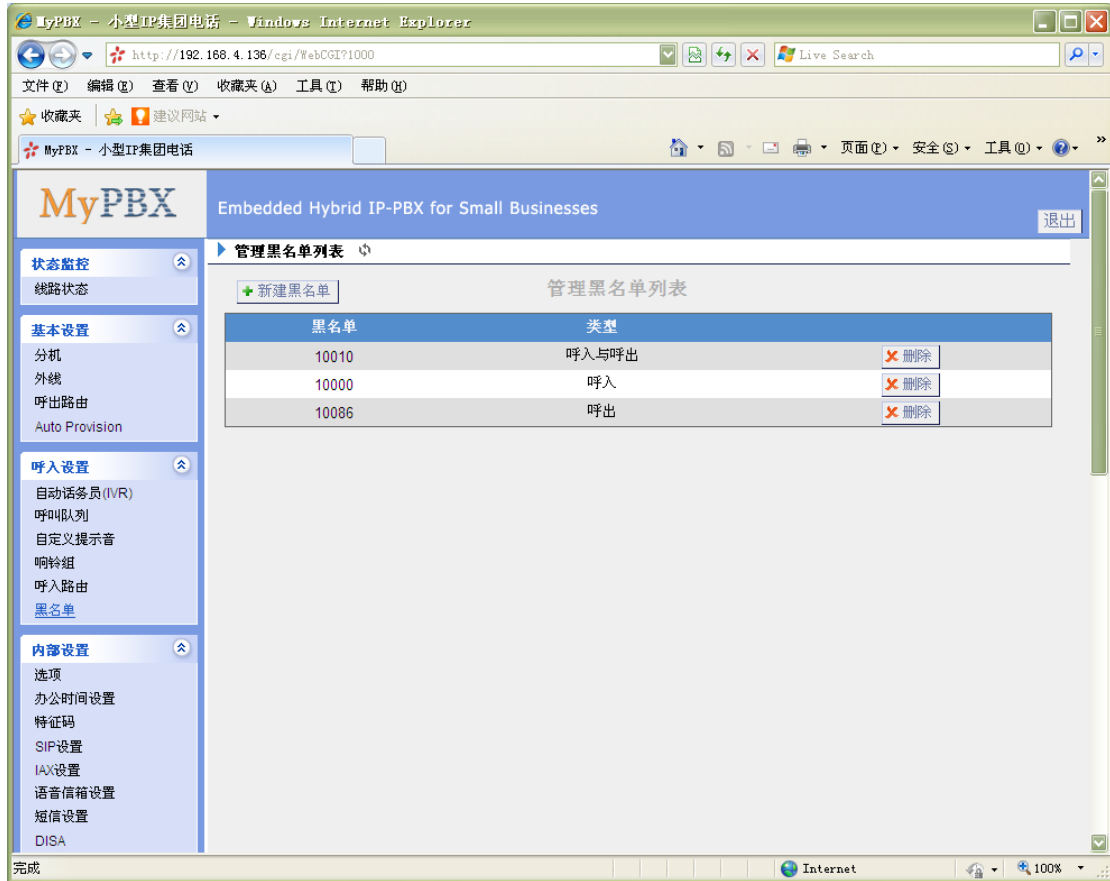 MyPBX - 小型IP集团电话 - Windows Internet Explorer
http://192.168.4.136/cgi/WebCGI?1000
Live Search
文件(F) 编辑(E) 查看(V) 收藏夹(A) 工具(T) 帮助(H)
收藏夹 建议网站
MyPBX - 小型IP集团电话
页面(P) 安全(S) 工具(O)
MyPBX
Embedded Hybrid IP-PBX for Small Businesses
退出
状态监控
线路状态
基本设置
分机
外线
呼出路由
Auto Provision
呼入设置
自动话务员(IVR)
呼叫队列
自定义提示音
响铃组
呼入路由
黑名单
内部设置
选项
办公时间设置
特征码
SIP设置
IAX设置
语音信箱设置
短信设置
DISA
管理黑名单列表
新建黑名单
管理黑名单列表
黑名单 类型
10010 呼入与呼出 删除
10000 呼入 删除
10086 呼出 删除
完成
Internet
100%